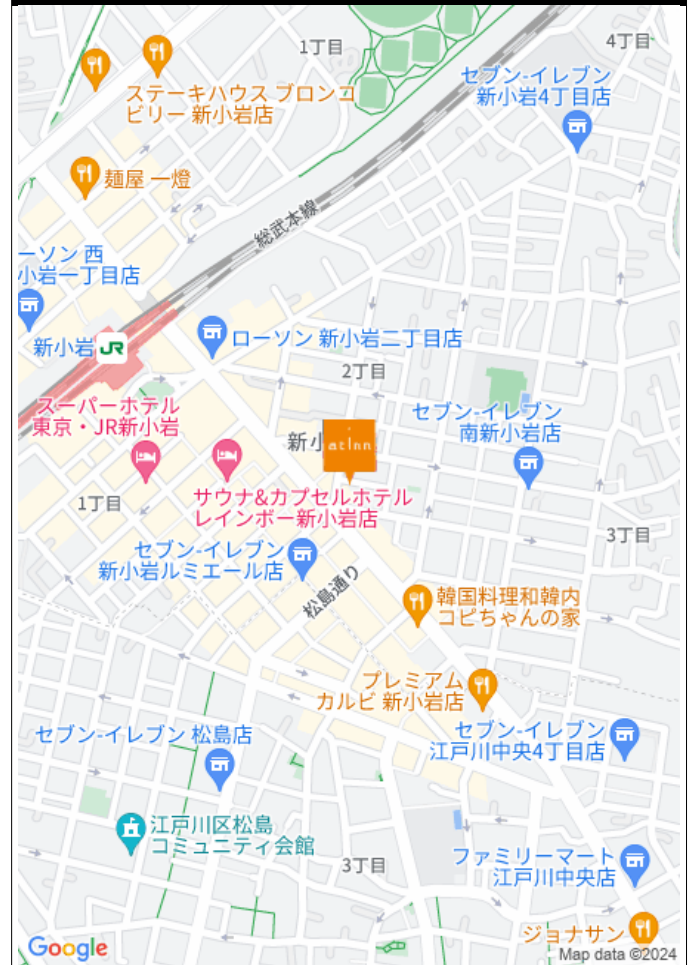 1丁目
4丁目
セブン-イレブン
新小岩4丁目店
ステーキハウス ブロンコ
ビリー 新小岩店
麺屋 一燈
総武本線
ーソン 西
小岩一丁目店
新小岩
JR
ローソン 新小岩二丁目店
2丁目
スーパーホテル
東京・JR新小岩
セブン-イレブン
南新小岩店
新小
at inn
サウナ&カプセルホテル
レインボー新小岩店
1丁目
3丁目
セブン-イレブン
新小岩ルミエール店
松島通り
韓国料理和韓内
コピちゃんの家
プレミアム
カルビ 新小岩店
セブン-イレブン 松島店
セブン-イレブン
江戸川中央4丁目店
江戸川区松島
コミュニティ会館
3丁目
ファミリーマート
江戸川中央店
ジョナサン
Google
Map data ©2024